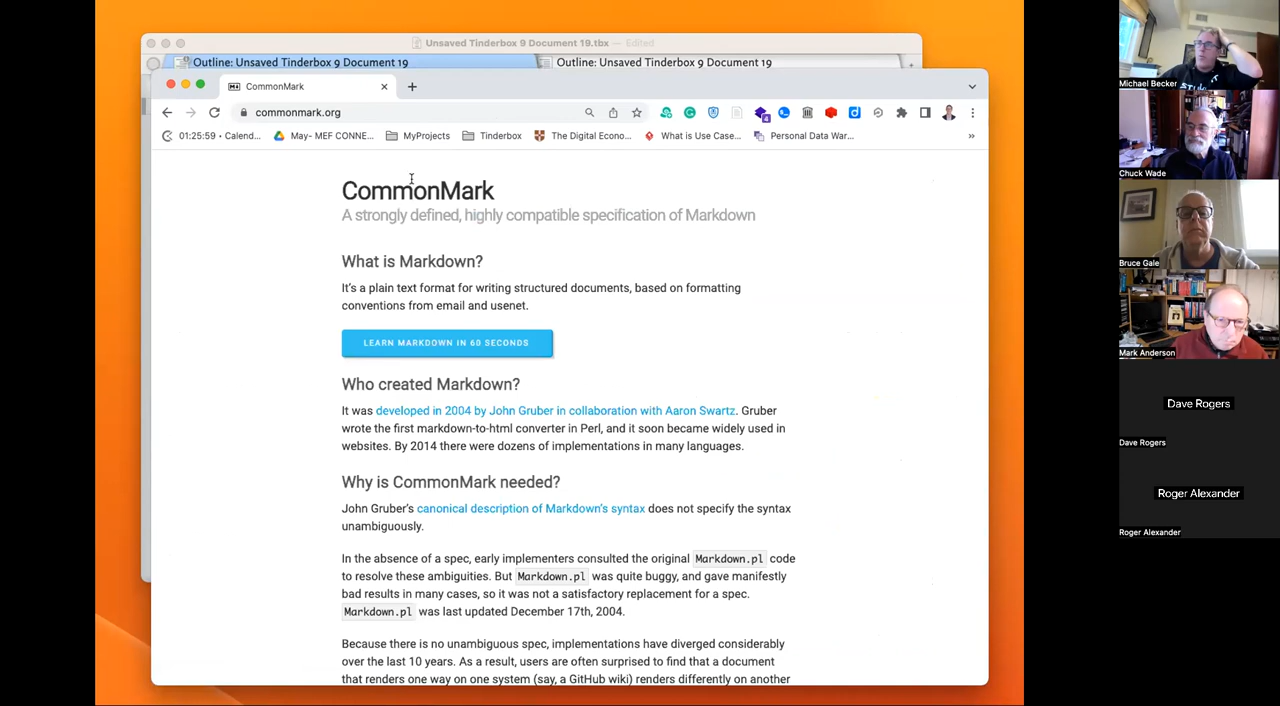 Unsaved Tinderbox 9 Document 19.tbx — Edited
Outline: Unsaved Tinderbox 9 Document 19
Outline: Unsaved Tinderbox 9 Document 19
CommonMark
commonmark.org
01:25:59 • Calend...
May- MEF CONNE...
MyProjects
Tinderbox
The Digital Econo...
What is Use Case...
Personal Data War...
CommonMark
A strongly defined, highly compatible specification of Markdown
What is Markdown?
It's a plain text format for writing structured documents, based on formatting
conventions from email and usenet.
LEARN MARKDOWN IN 60 SECONDS
Who created Markdown?
It was developed in 2004 by John Gruber in collaboration with Aaron Swartz. Gruber
wrote the first markdown-to-html converter in Perl, and it soon became widely used in
websites. By 2014 there were dozens of implementations in many languages.
Why is CommonMark needed?
John Gruber's canonical description of Markdown's syntax does not specify the syntax
unambiguously.
In the absence of a spec, early implementers consulted the original Markdown.pl code
to resolve these ambiguities. But Markdown.pl was quite buggy, and gave manifestly
bad results in many cases, so it was not a satisfactory replacement for a spec.
Markdown.pl was last updated December 17th, 2004.
Because there is no unambiguous spec, implementations have diverged considerably
over the last 10 years. As a result, users are often surprised to find that a document
that renders one way on one system (say, a GitHub wiki) renders differently on another
Michael Becker
Chuck Wade
Bruce Gale
Mark Anderson
Dave Rogers
Dave Rogers
Roger Alexander
Roger Alexander